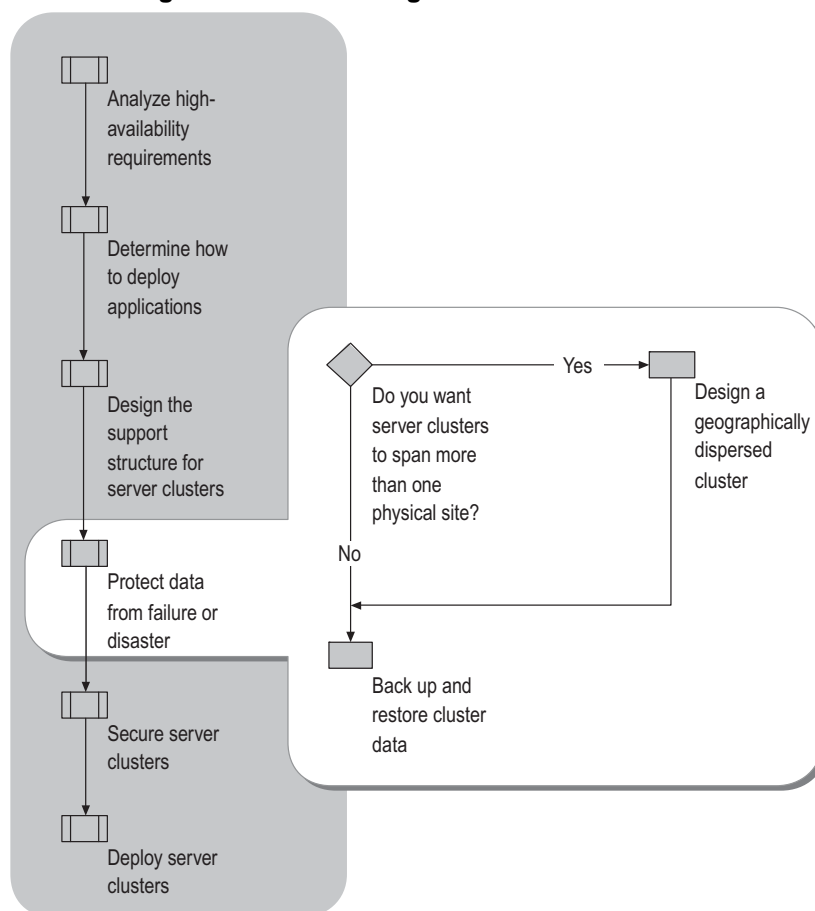 Analyze high-
availability
requirements
Determine how
to deploy
applications
Design the
support
structure for
server clusters
Protect data
from failure or
disaster
Secure server
clusters
Deploy server
clusters
Do you want
server clusters
to span more
than one
physical site?
Yes
Design a
geographically
dispersed
cluster
No
Back up and
restore cluster
data